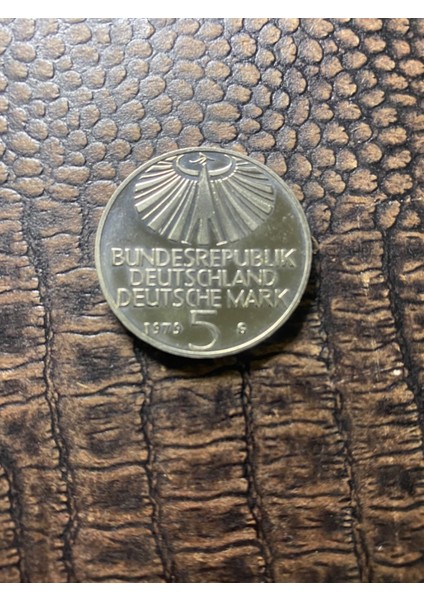 BUNDESREPUBLIK
DEUTSCHLAND
DEUTSCHE MARK
1979 5 G